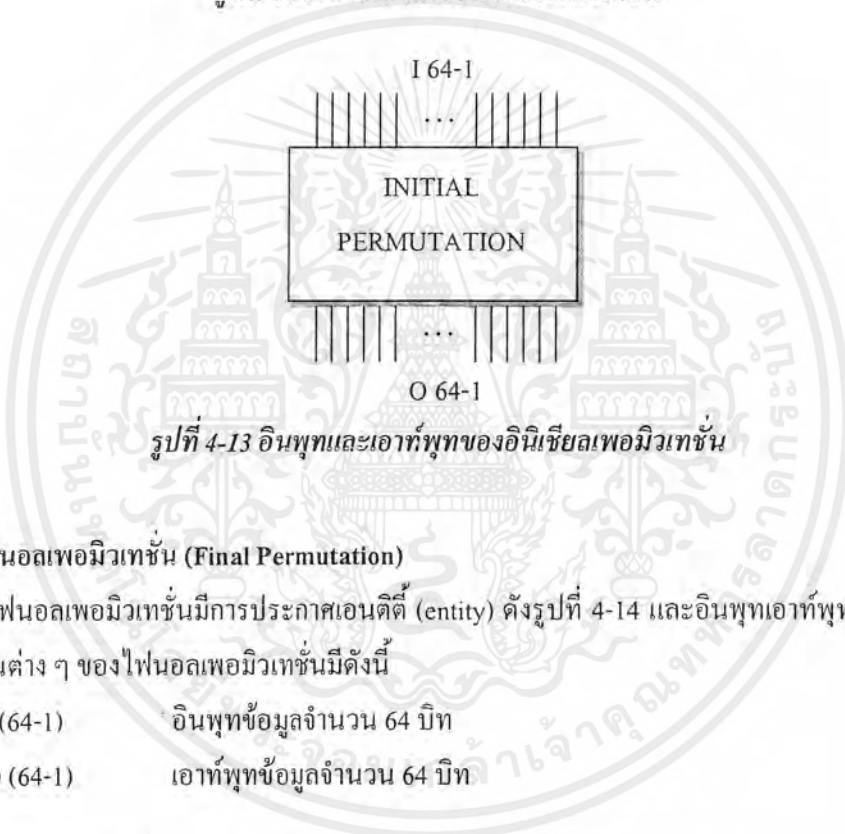 I 64-1
...
INITIAL
PERMUTATION
...
O 64-1
รูปที่ 4-13 อินพุทและเอาท์พุทของอินิเชียลเพอมิวเทชั่น
นอลเพอมิวเทชั่น (Final Permutation)
ฟนอลเพอมิวเทชั่นมีการประกาศเอนติตี้ (entity) ดังรูปที่ 4-14 และอินพุทเอาท์พุท
นต่าง ๆ ของไฟนอลเพอมิวเทชั่นมีดังนี้
(64-1) อินพุทข้อมูลจำนวน 64 บิท
(64-1) เอาท์พุทข้อมูลจำนวน 64 บิท